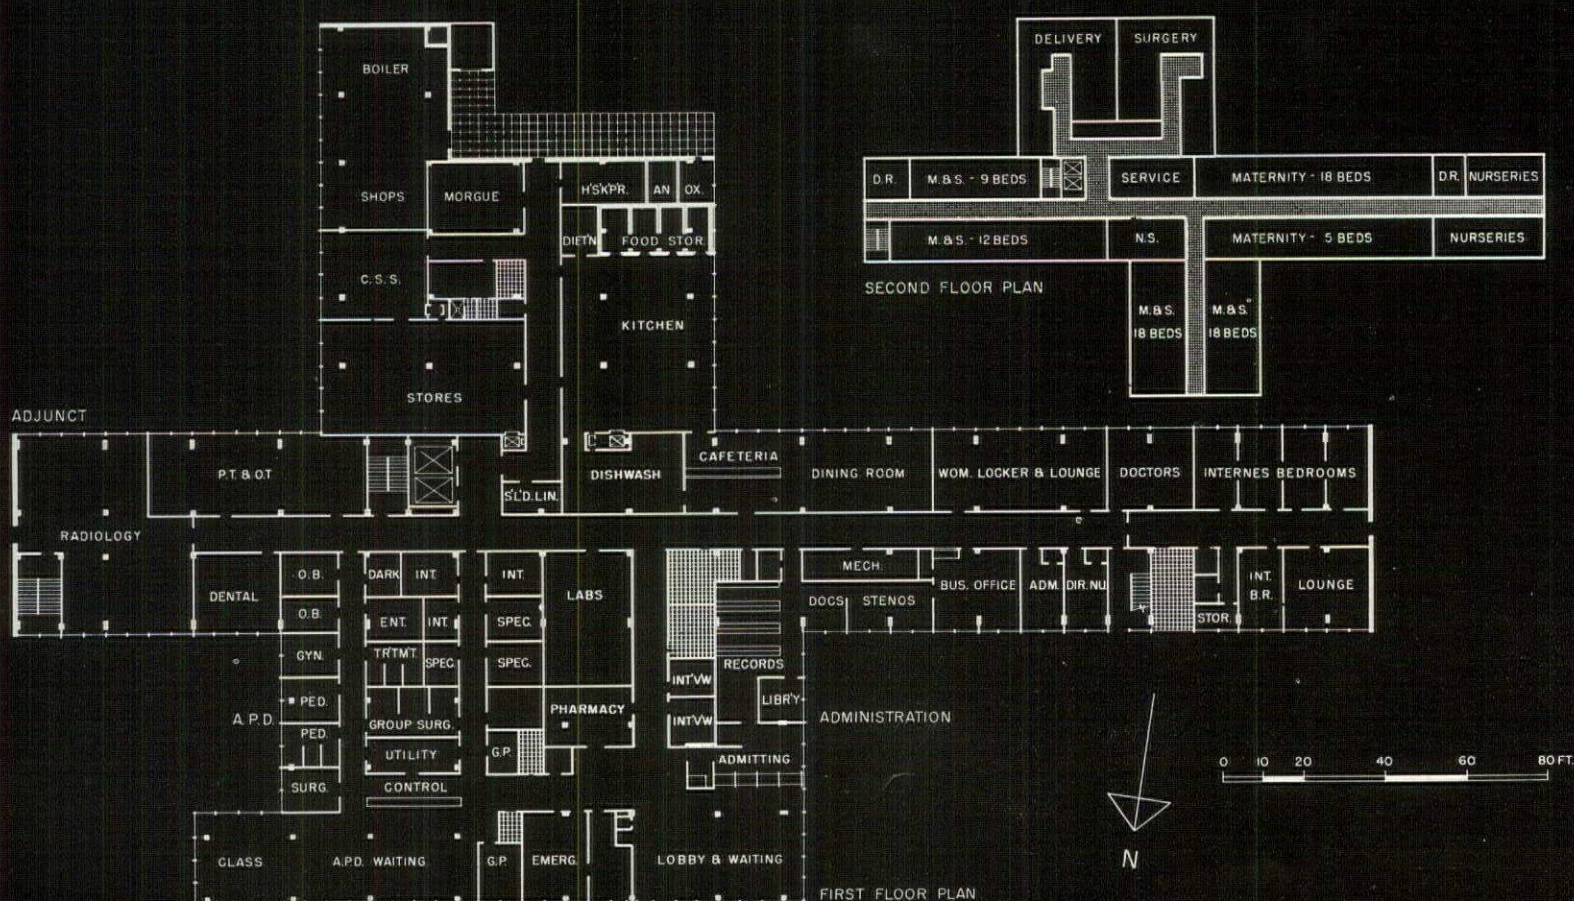 BOILER
SHOPS
MORGUE
H'SKPR.
AN
OX.
DIET'N
FOOD STOR.
C.S.S.
KITCHEN
STORES
DELIVERY
SURGERY
D.R.
M.&S. - 9 BEDS
SERVICE
MATERNITY - 18 BEDS
D.R.
NURSERIES
M.&S. - 12 BEDS
N.S.
MATERNITY - 5 BEDS
NURSERIES
SECOND FLOOR PLAN
M.&S.
18 BEDS
M.&S.
18 BEDS
ADJUNCT
P.T. & O.T
S'L'D. LIN.
DISHWASH
CAFETERIA
DINING ROOM
WOM. LOCKER & LOUNGE
DOCTORS
INTERNES BEDROOMS
RADIOLOGY
DENTAL
O.B.
O.B.
GYN.
PED.
PED.
SURG.
A.P.D.
DARK
INT.
ENT.
INT.
TR'TM'T.
SPEC.
GROUP SURG.
UTILITY
CONTROL
INT.
SPEC.
SPEC.
G.P.
LABS
PHARMACY
INT'VW
INT'VW
RECORDS
LIBR'Y
ADMITTING
MECH.
DOCS
STENOS
BUS. OFFICE
ADM.
DIR. NU.
STOR.
INT.
B.R.
LOUNGE
ADMINISTRATION
CLASS
A.P.D. WAITING
G.P.
EMERG.
LOBBY & WAITING
FIRST FLOOR PLAN
0 10 20 40 60 80 FT.
N